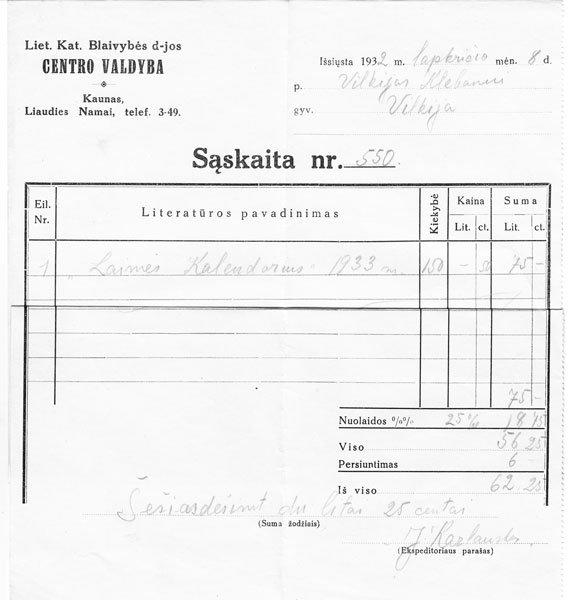 Liet. Kat. Blaivybės d-jos
CENTRO VALDYBA
Kaunas,
Liaudies Namai, telef. 3-49.
Išsiųsta 1932 m. lapkričio mėn. 8 d.
p. Vilkijos Klebonui
gyv. Vilkija
Sąskaita nr. 550.
Eil. Nr. Literatūros pavadinimas Kiekybė Kaina Lit. ct. Suma Lit. ct.
1 „Laimės Kalendorius" 1933 m. 150 - 50 75 -
75 -
Nuolaidos %% 25% 18 75
Viso 56 25
Persiuntimas 6 -
Iš viso 62 25
Šešiasdešimt du litai 25 centai
(Suma žodžiais)
(Ekspeditoriaus parašas)